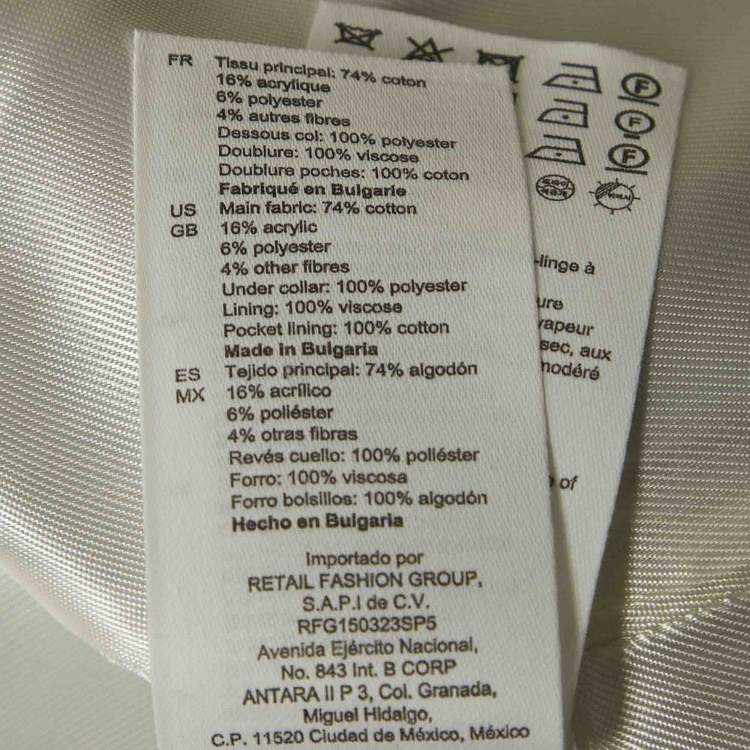 FR Tissu principal: 74% coton
16% acrylique
6% polyester
4% autres fibres
Dessous col: 100% polyester
Doublure: 100% viscose
Doublure poches: 100% coton
Fabriqué en Bulgarie
US Main fabric: 74% cotton
GB 16% acrylic
6% polyester
4% other fibres
Under collar: 100% polyester
Lining: 100% viscose
Pocket lining: 100% cotton
Made in Bulgaria
ES Tejido principal: 74% algodón
MX 16% acrílico
6% poliéster
4% otras fibras
Revés cuello: 100% poliéster
Forro: 100% viscosa
Forro bolsillos: 100% algodón
Hecho en Bulgaria
Importado por
RETAIL FASHION GROUP,
S.A.P.I de C.V.
RFG150323SP5
Avenida Ejército Nacional,
No. 843 Int. B CORP
ANTARA II P 3, Col. Granada,
Miguel Hidalgo,
C.P. 11520 Ciudad de México, México
F
F
F
-linge à
vapeur
sec, aux
modéré
of